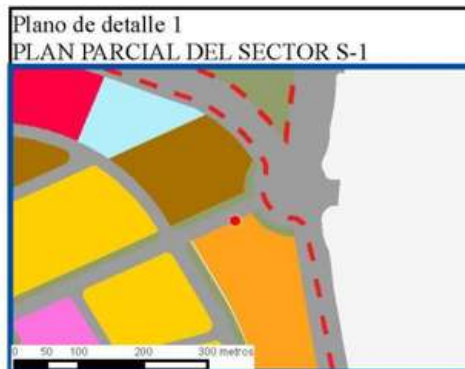 Plano de detalle 1
PLAN PARCIAL DEL SECTOR S-1
0 50 100 200 300 metros